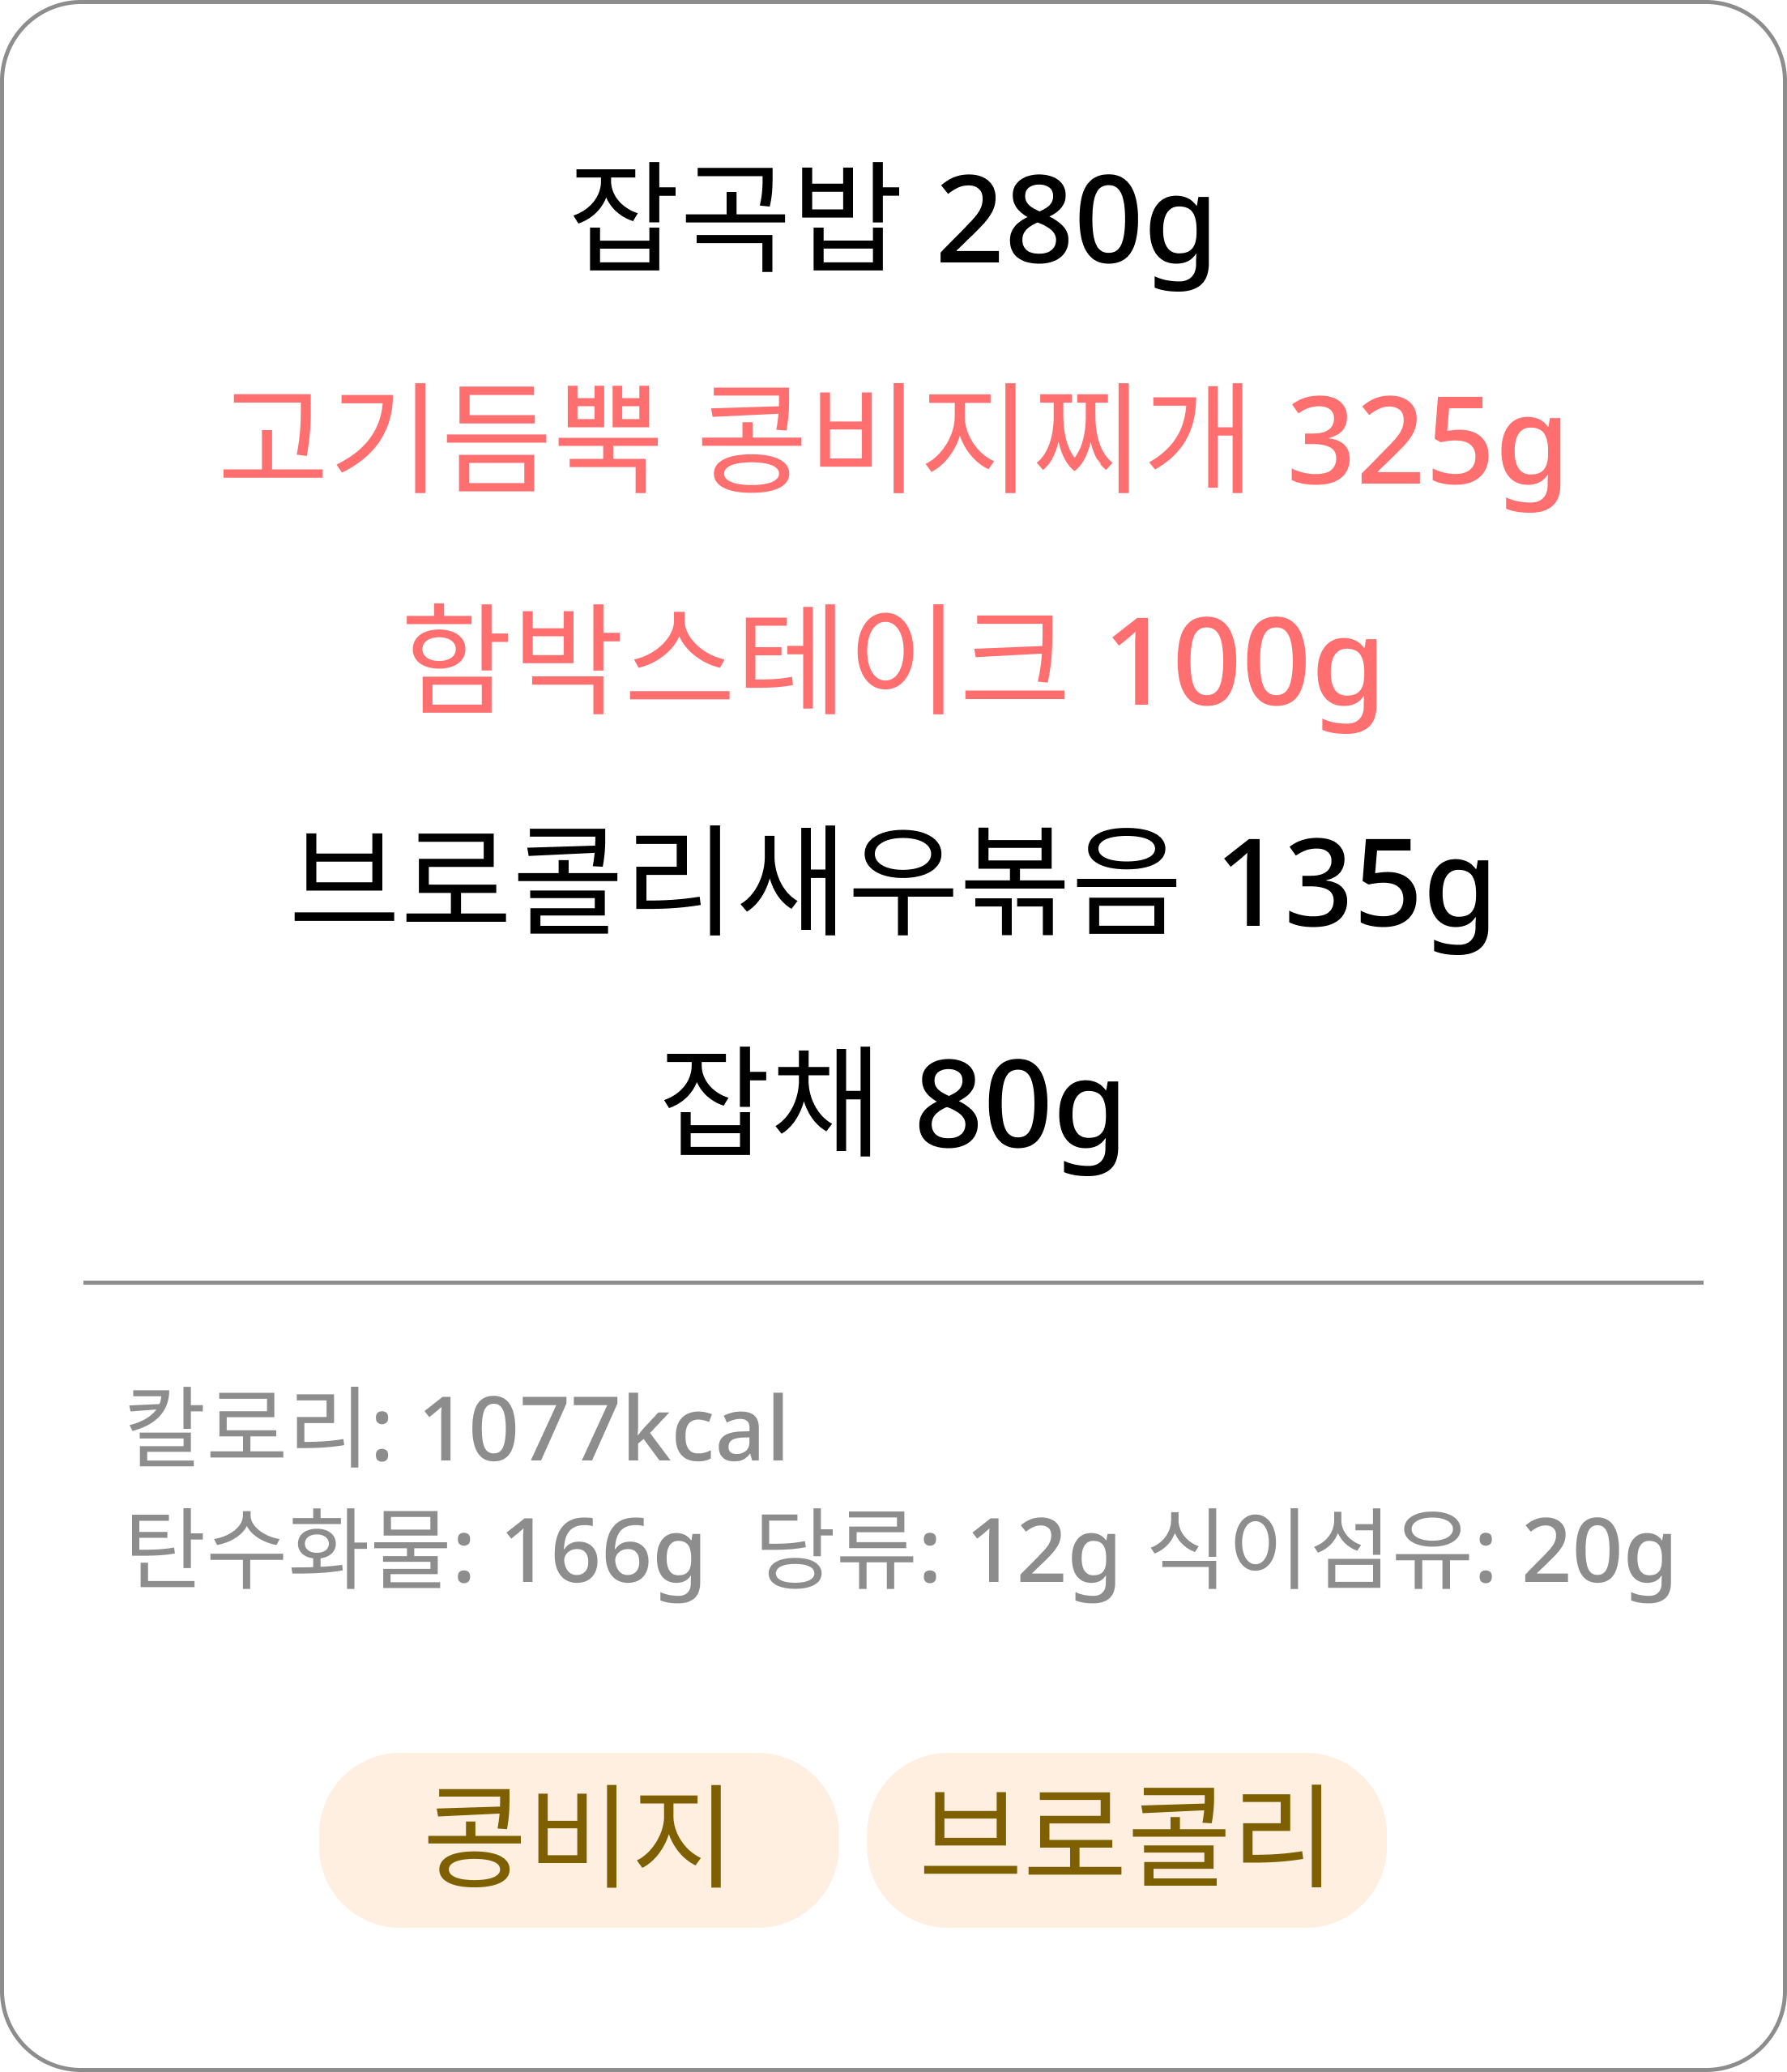 잡곡밥 280g
고기듬뿍 콩비지찌개 325g
함박스테이크 100g
브로콜리새우볶음 135g
잡채 80g
칼로리: 1077kcal
탄수화물: 166g 당류: 12g 식이섬유: 20g
콩비지 브로콜리